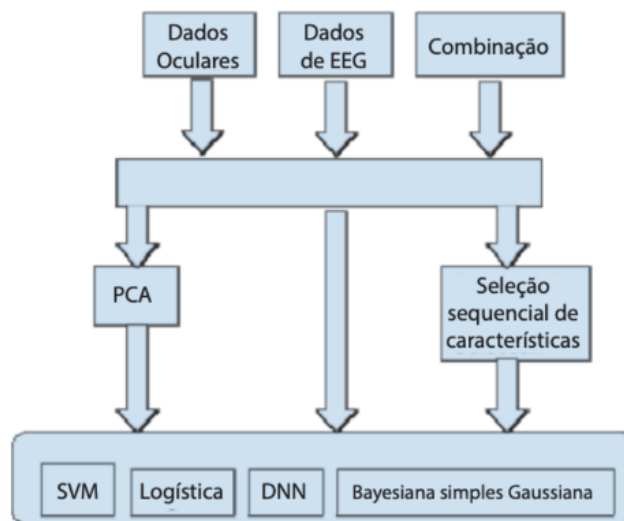 Dados
Oculares
Dados
de EEG
Combinação
PCA
Seleção
sequencial de
características
SVM
Logística
DNN
Bayesiana simples Gaussiana